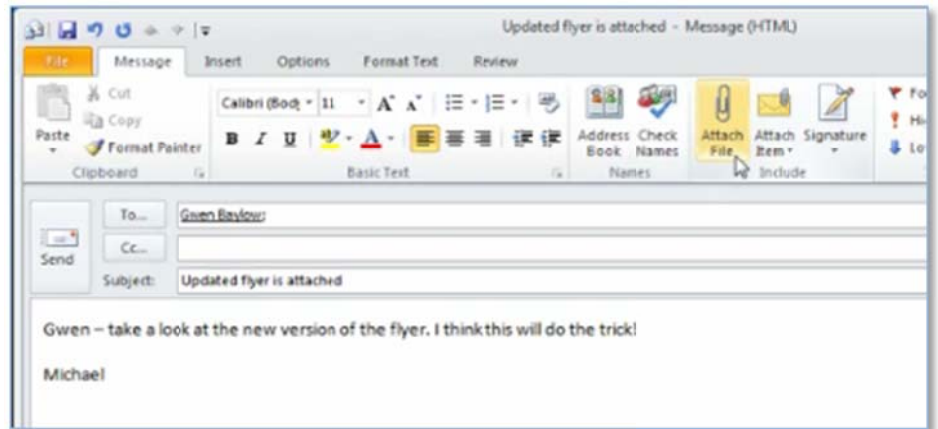 Updated flyer is attached - Message (HTML)
File Message Insert Options Format Text Review
Cut
Copy
Format Painter
Paste
Clipboard
Calibri (Body 11
B I U
Basic Text
Address Book
Check Names
Names
Attach File
Attach Item
Signature
Include
Fo
Hi
Lo
Send
To... Gwen Baylow;
Cc...
Subject: Updated flyer is attached
Gwen – take a look at the new version of the flyer. I think this will do the trick!
Michael